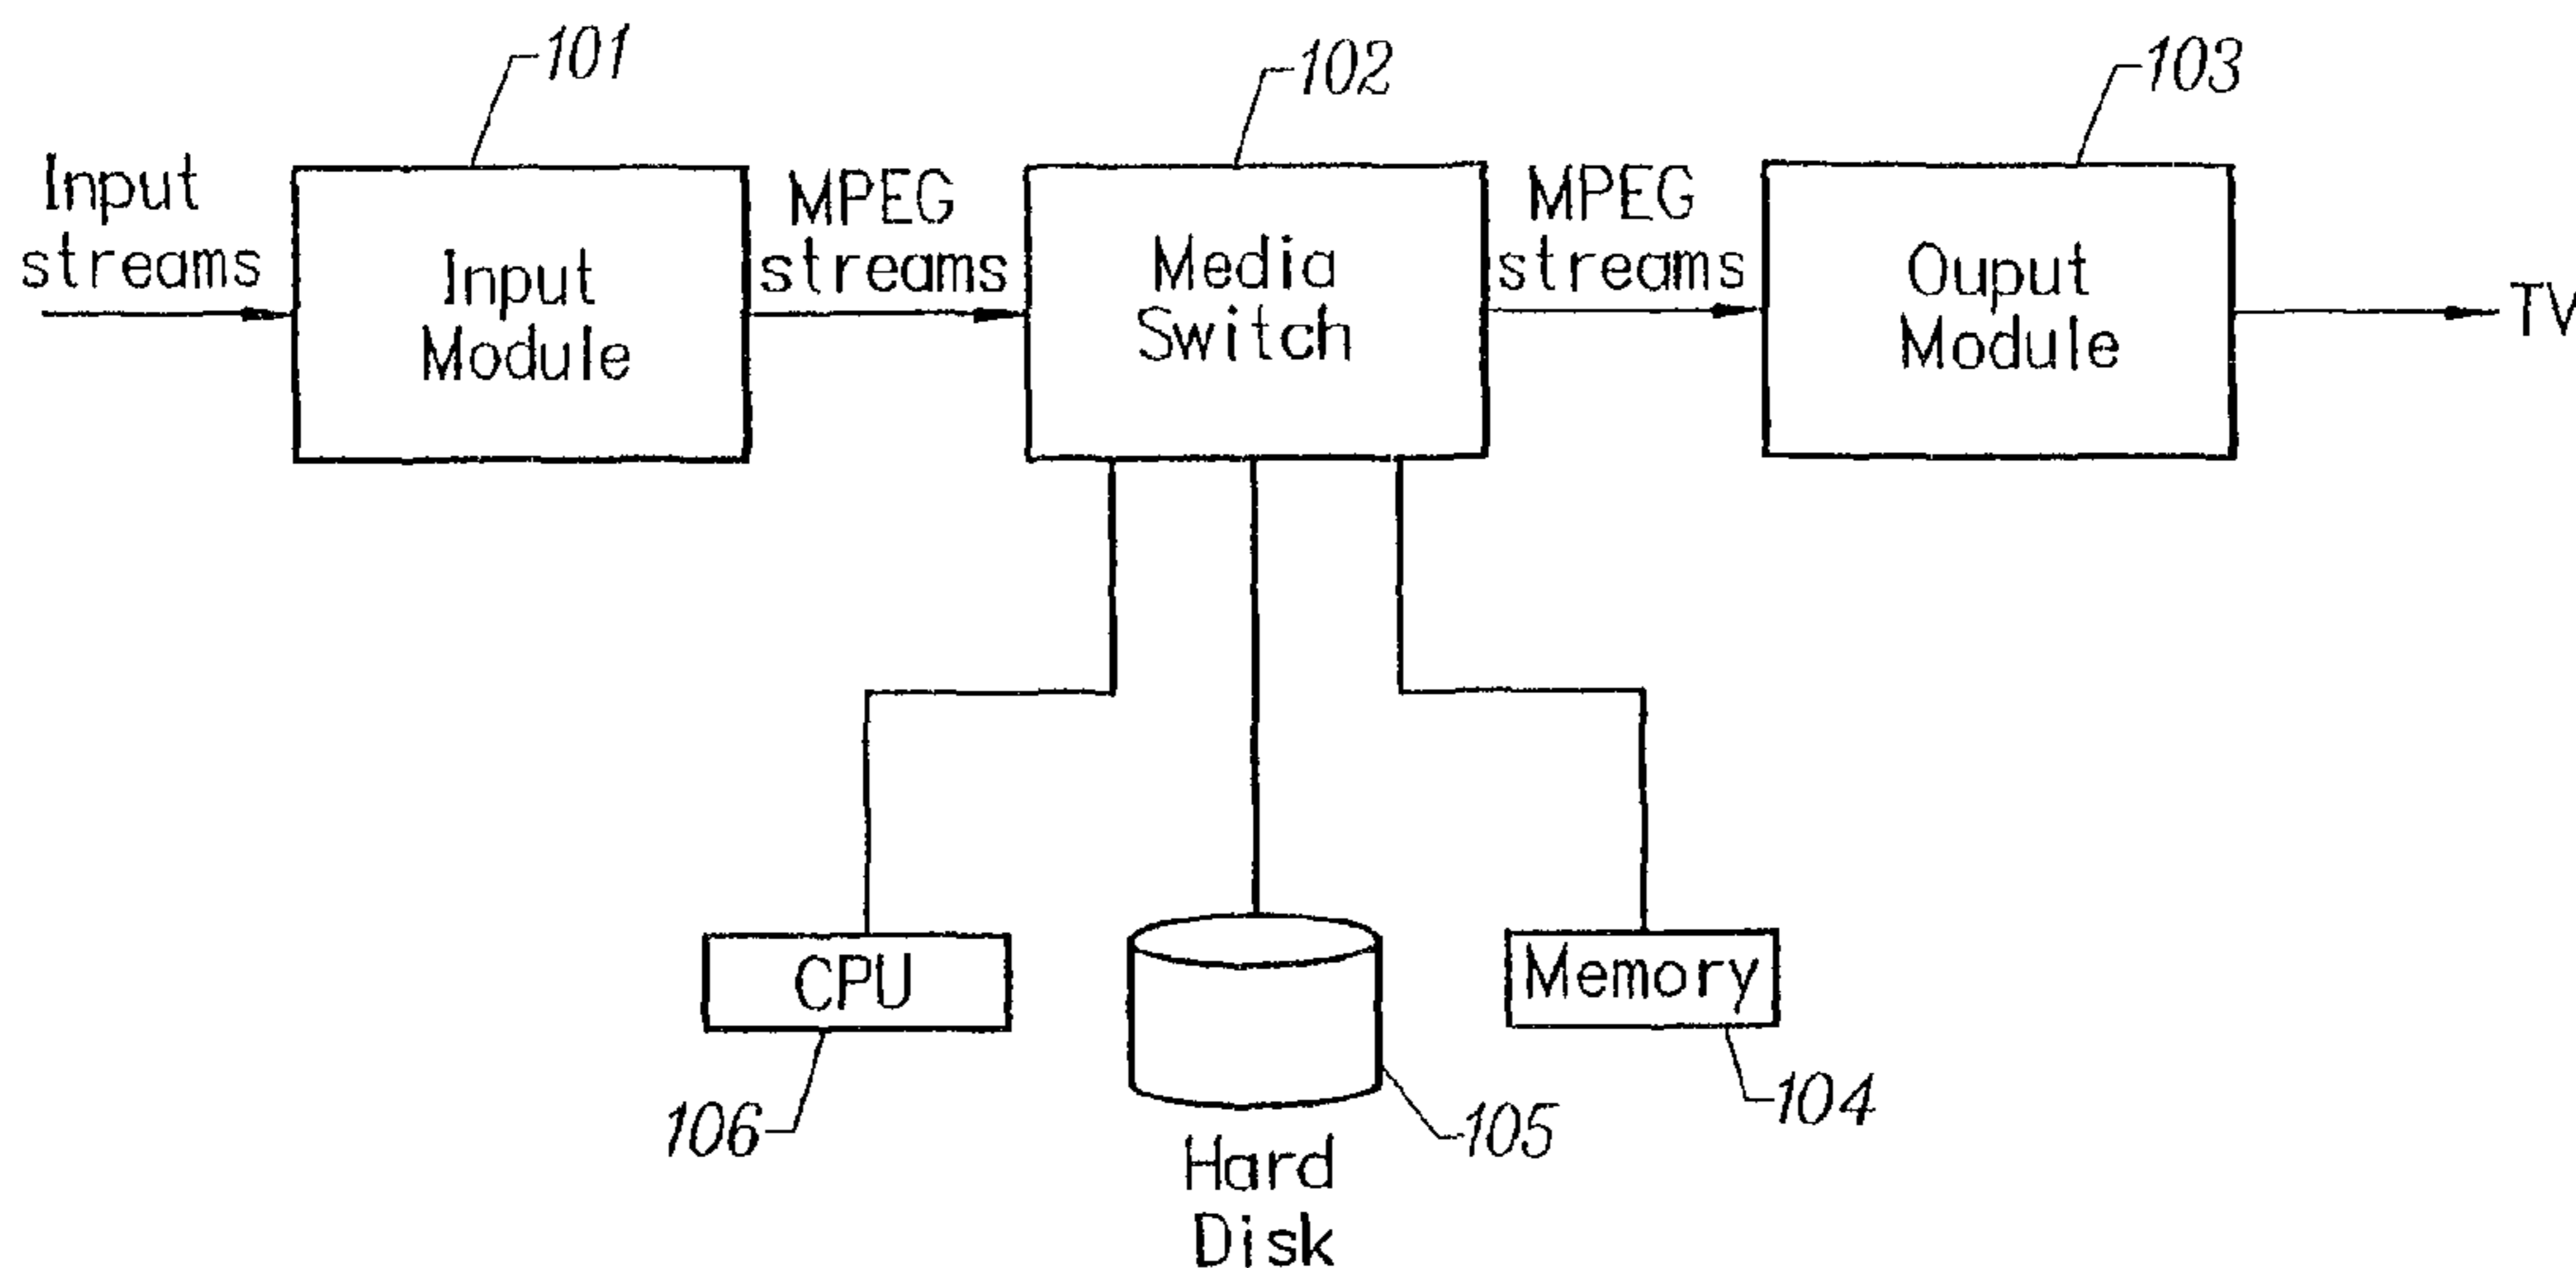 101
102
103
Input
streams
Input
Module
MPEG
streams
Media
Switch
MPEG
streams
Ouput
Module
TV
CPU
Memory
106
105
104
Hard
Disk